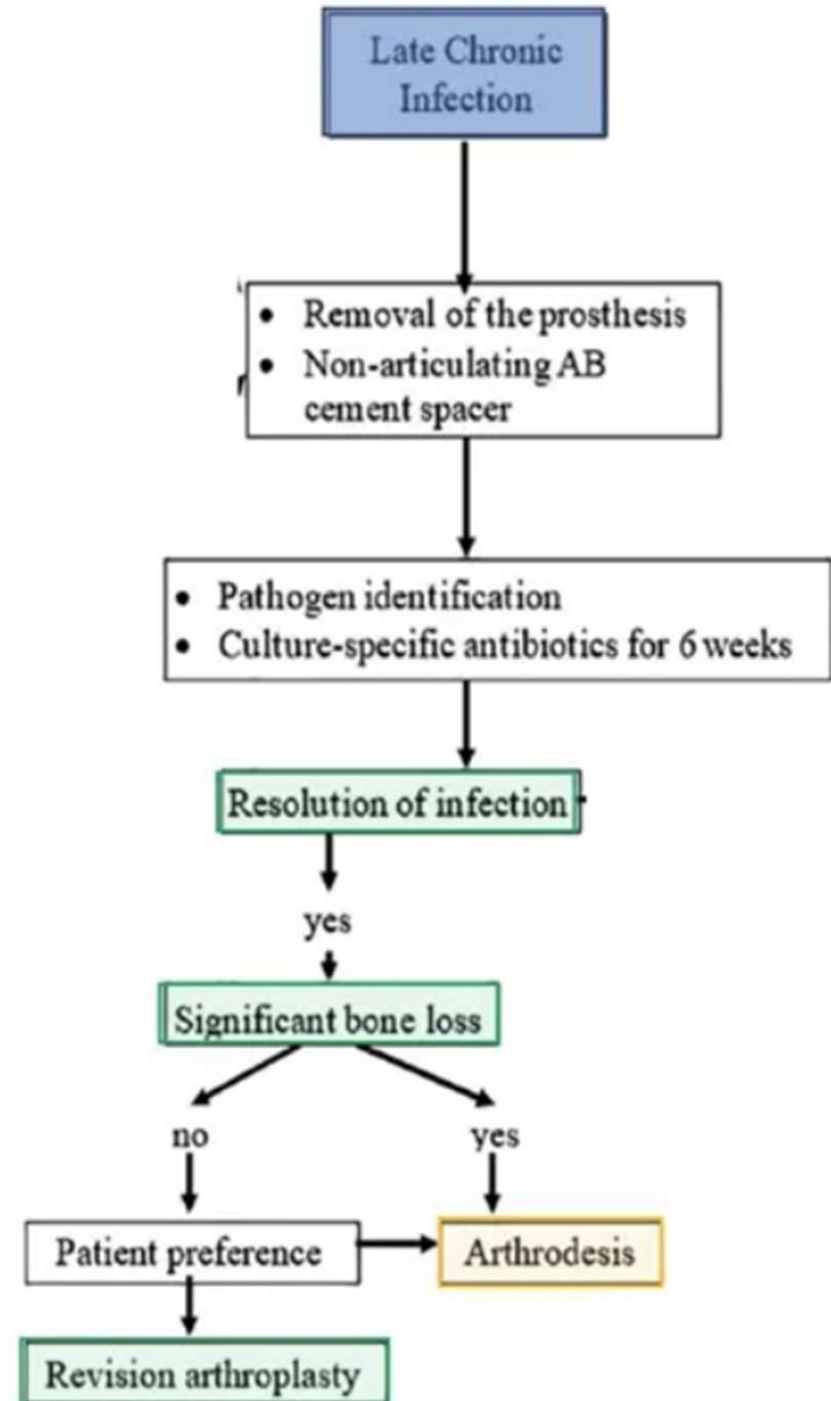 Late Chronic
Infection
• Removal of the prosthesis
• Non-articulating AB
cement spacer
• Pathogen identification
• Culture-specific antibiotics for 6 weeks
Resolution of infection
yes
Significant bone loss
no
yes
Patient preference
Arthrodesis
Revision arthroplasty